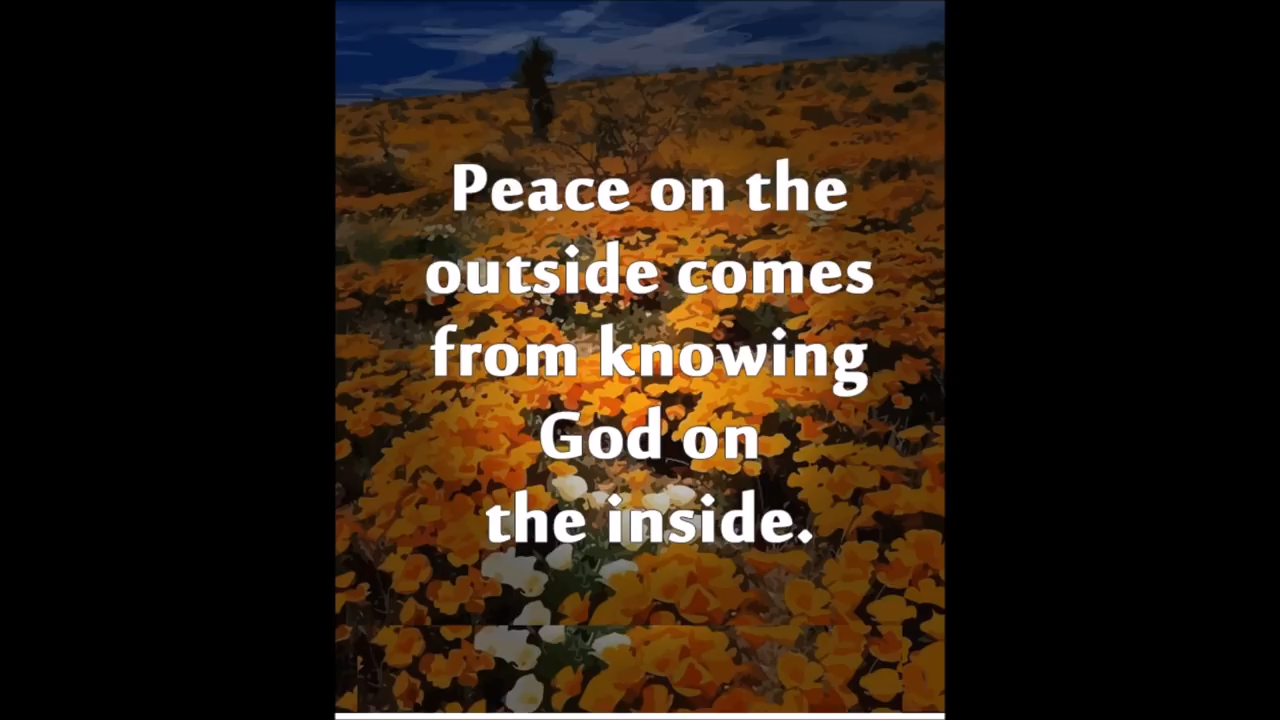 Peace on the
outside comes
from knowing
God on
the inside.